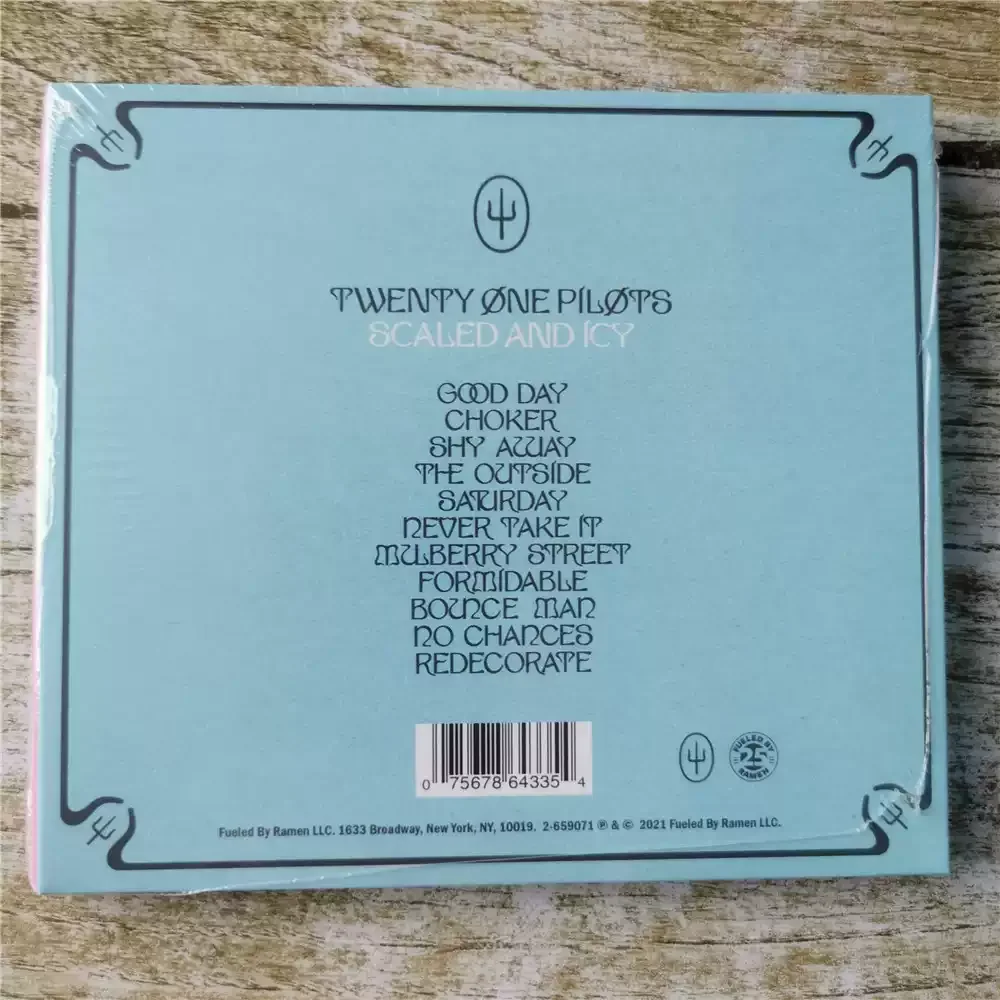 TWENTY ØNE PILØTS
SCALED AND ICY
GOOD DAY
CHOKER
SHY AWAY
THE OUTSIDE
SATURDAY
NEVER TAKE IT
MULBERRY STREET
FORMIDABLE
BOUNCE MAN
NO CHANCES
REDECORATE
0 75678 64335 4
FUELED BY
25
RAMEN
Fueled By Ramen LLC. 1633 Broadway, New York, NY, 10019. 2-659071 ℗ & © 2021 Fueled By Ramen LLC.